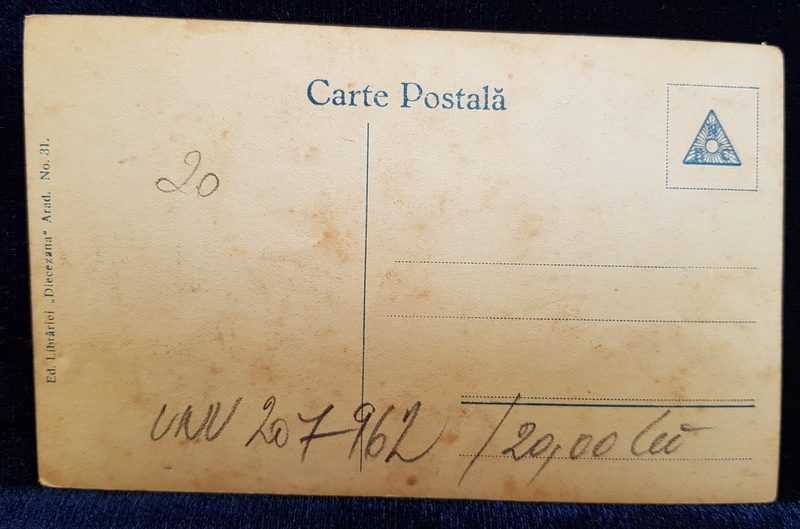 Carte Postală
Ed. Librăriei „Diecezana“ Arad. No. 31.
20
207962 / 20,00 lei